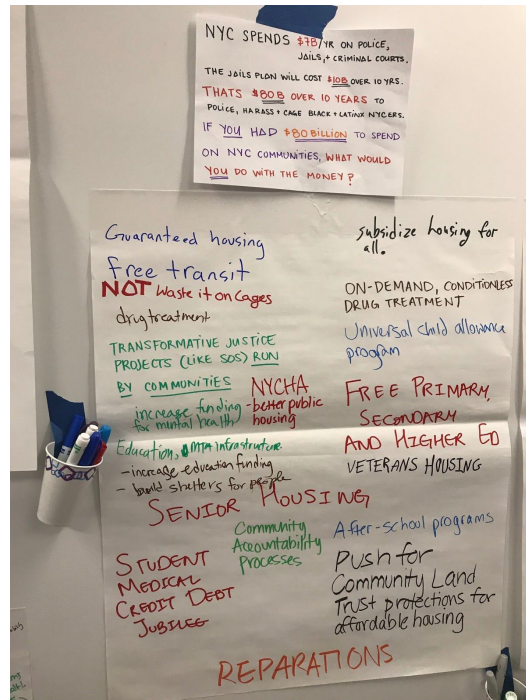 NYC SPENDS $7B/YR ON POLICE,
JAILS, + CRIMINAL COURTS.
THE JAILS PLAN WILL COST $10B OVER 10 YRS.
THATS $80B OVER 10 YEARS TO
POLICE, HARASS + CAGE BLACK + LATINX NYCERS.
IF YOU HAD $80 BILLION TO SPEND
ON NYC COMMUNITIES, WHAT WOULD
YOU DO WITH THE MONEY?
Guaranteed housing
free transit
NOT Waste it on Cages
drug treatment
TRANSFORMATIVE JUSTICE
PROJECTS (LIKE SOS) RUN
BY COMMUNITIES
increase funding
for mental health
NYCHA
-better public
housing
Education, MTA infrastructure
- increase education funding
- build shelters for people
SENIOR HOUSING
Community
Accountability
Processes
STUDENT
MEDICAL
CREDIT DEBT
JUBILEE
subsidize housing for
all.
ON-DEMAND, CONDITIONLESS
DRUG TREATMENT
Universal child allowance
program
FREE PRIMARY,
SECONDARY
AND HIGHER ED
VETERANS HOUSING
After-school programs
Push for
Community Land
Trust protections for
affordable housing
REPARATIONS